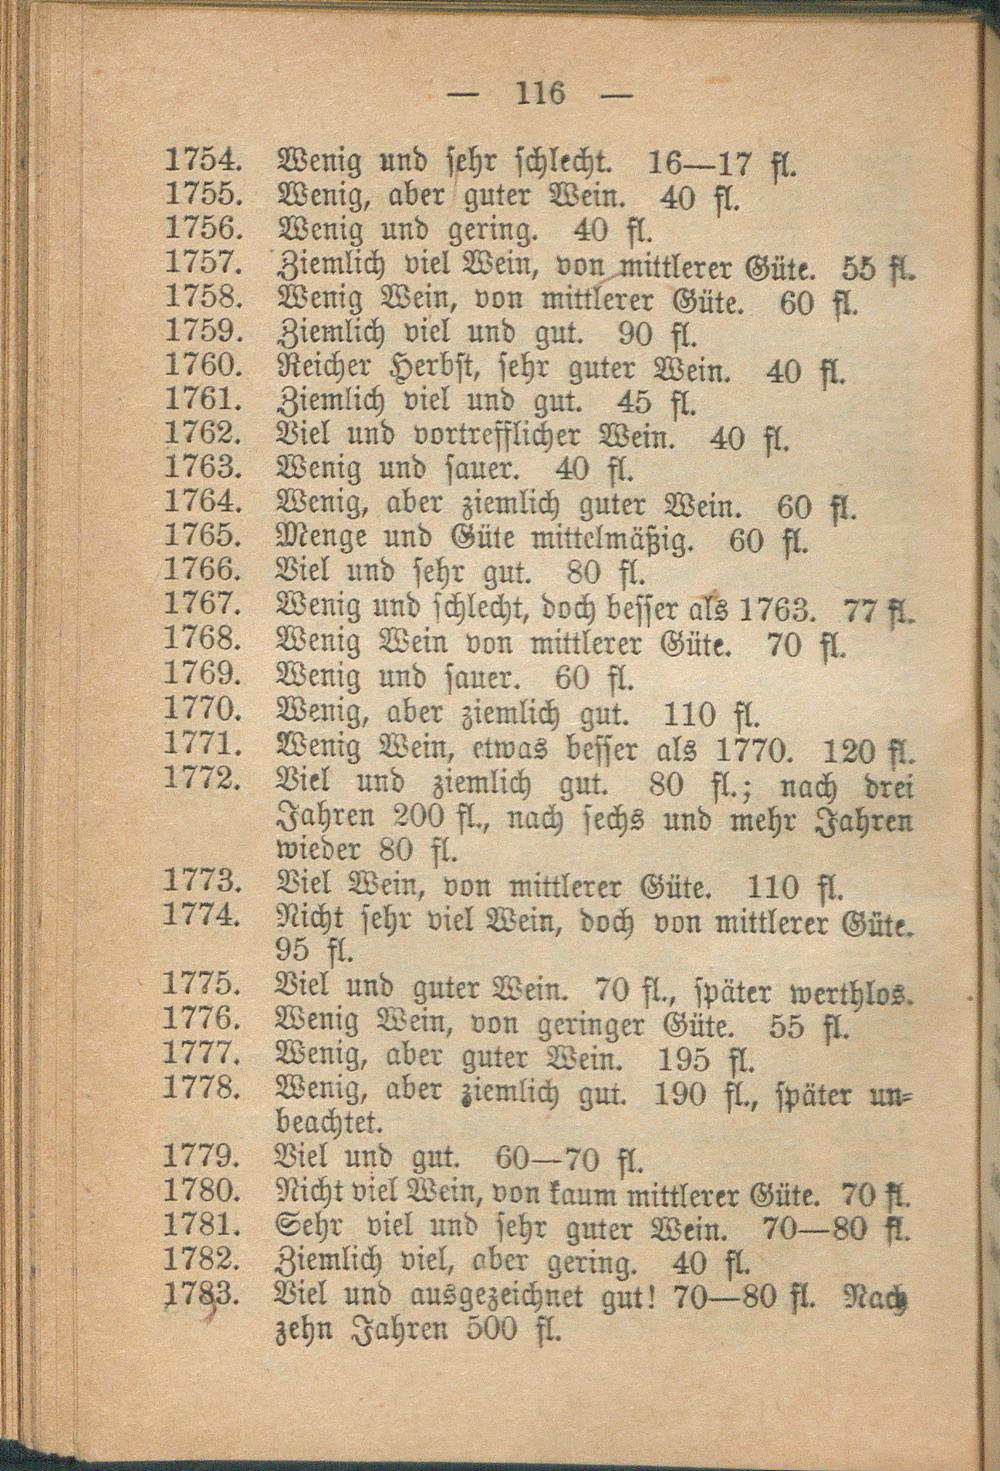 — 116 —
1754. Wenig und sehr schlecht. 16—17 fl.
1755. Wenig, aber guter Wein. 40 fl.
1756. Wenig und gering. 40 fl.
1757. Ziemlich viel Wein, von mittlerer Güte. 55 fl.
1758. Wenig Wein, von mittlerer Güte. 60 fl.
1759. Ziemlich viel und gut. 90 fl.
1760. Reicher Herbst, sehr guter Wein. 40 fl.
1761. Ziemlich viel und gut. 45 fl.
1762. Viel und vortrefflicher Wein. 40 fl.
1763. Wenig und sauer. 40 fl.
1764. Wenig, aber ziemlich guter Wein. 60 fl.
1765. Menge und Güte mittelmäßig. 60 fl.
1766. Viel und sehr gut. 80 fl.
1767. Wenig und schlecht, doch besser als 1763. 77 fl.
1768. Wenig Wein von mittlerer Güte. 70 fl.
1769. Wenig und sauer. 60 fl.
1770. Wenig, aber ziemlich gut. 110 fl.
1771. Wenig Wein, etwas besser als 1770. 120 fl.
1772. Viel und ziemlich gut. 80 fl.; nach drei
Jahren 200 fl., nach sechs und mehr Jahren
wieder 80 fl.
1773. Viel Wein, von mittlerer Güte. 110 fl.
1774. Nicht sehr viel Wein, doch von mittlerer Güte.
95 fl.
1775. Viel und guter Wein. 70 fl., später werthlos.
1776. Wenig Wein, von geringer Güte. 55 fl.
1777. Wenig, aber guter Wein. 195 fl.
1778. Wenig, aber ziemlich gut. 190 fl., später un-
beachtet.
1779. Viel und gut. 60—70 fl.
1780. Nicht viel Wein, von kaum mittlerer Güte. 70 fl.
1781. Sehr viel und sehr guter Wein. 70—80 fl.
1782. Ziemlich viel, aber gering. 40 fl.
1783. Viel und ausgezeichnet gut! 70—80 fl. Nach
zehn Jahren 500 fl.